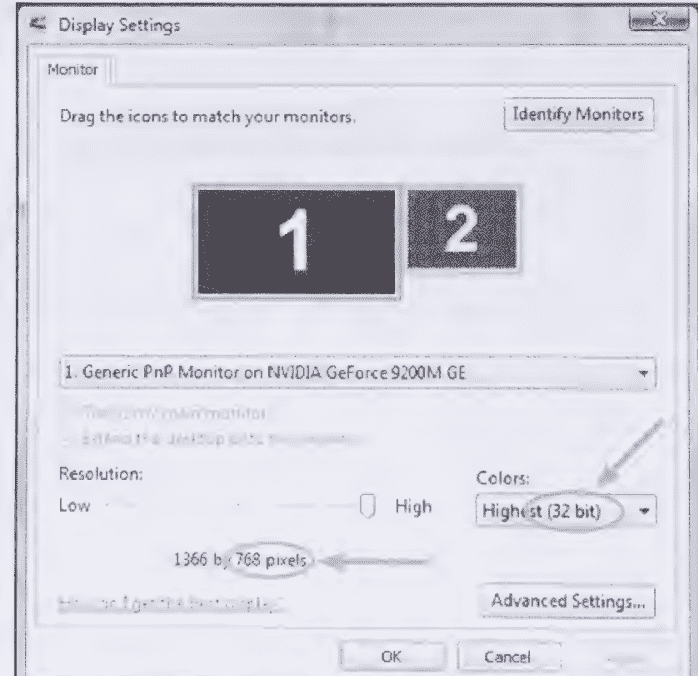 Display Settings
Monitor
Drag the icons to match your monitors.
Identify Monitors
1
2
1. Generic PnP Monitor on NVIDIA GeForce 9200M GE
Resolution:
Colors:
Low
High
Highest (32 bit)
1366 by 768 pixels
Advanced Settings...
OK
Cancel